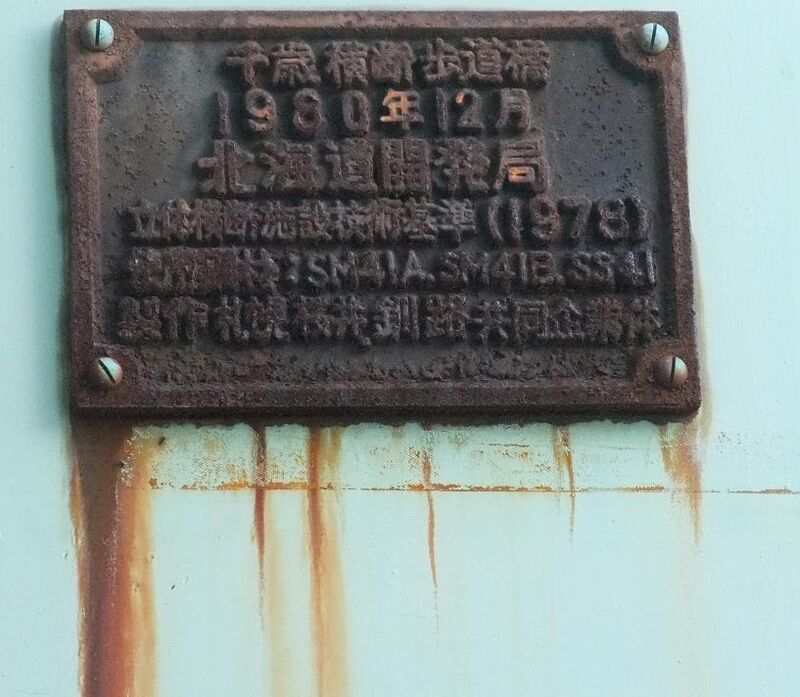 千歳横断歩道橋
1980年12月
北海道開発局
立体横断施設技術基準(1978)
使用鋼材:SM41A.SM41B.SS41
製作札幌 釧路共同企業体